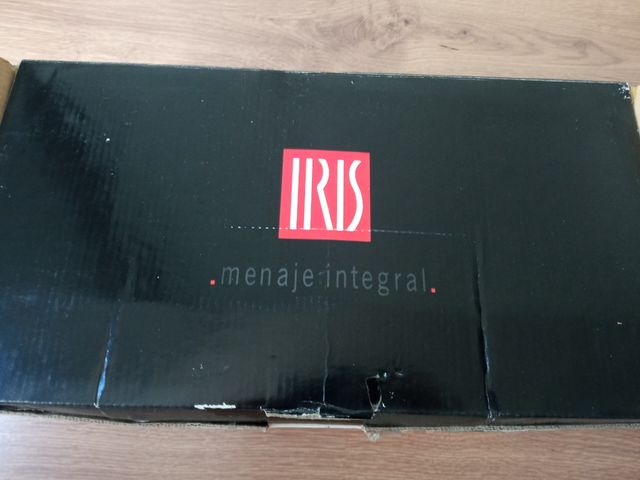 IRIS
.menaje integral.